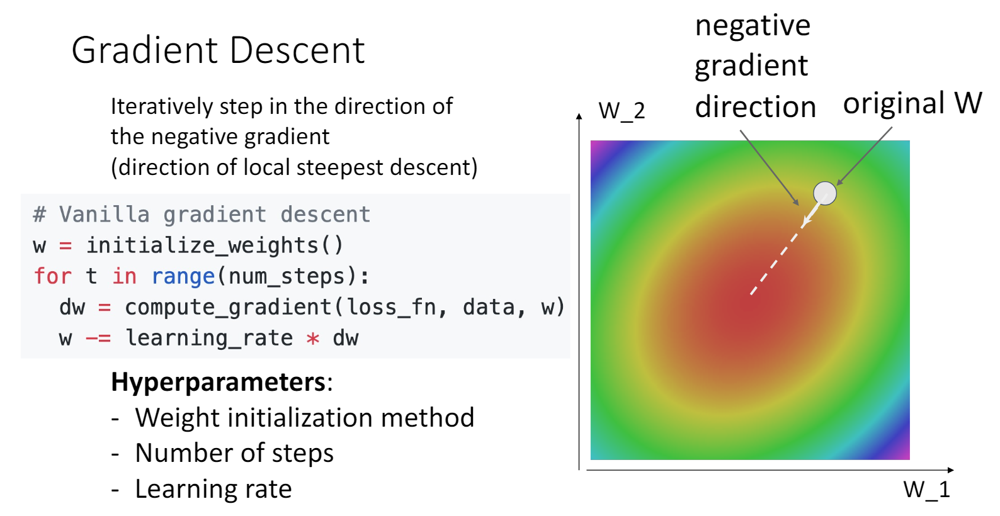 Gradient Descent
Iteratively step in the direction of
the negative gradient
(direction of local steepest descent)
# Vanilla gradient descent
w = initialize_weights()
for t in range(num_steps):
  dw = compute_gradient(loss_fn, data, w)
  w -= learning_rate * dw
Hyperparameters:
- Weight initialization method
- Number of steps
- Learning rate
negative
gradient
direction
original W
W_2
W_1